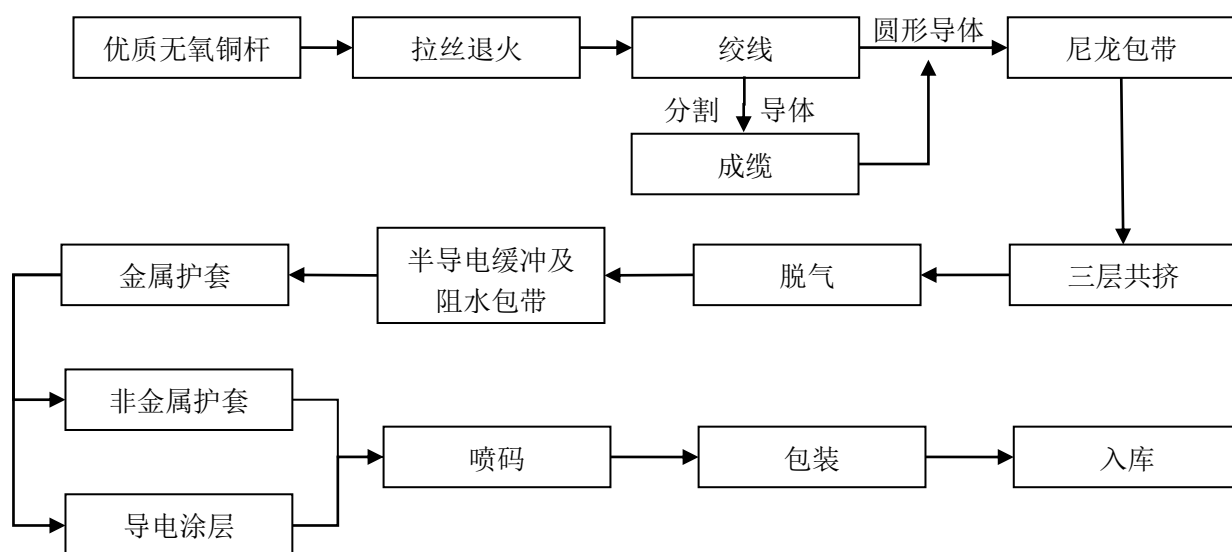 优质无氧铜杆
拉丝退火
绞线
圆形导体
尼龙包带
分割
导体
成缆
金属护套
半导电缓冲及
阻水包带
脱气
三层共挤
非金属护套
喷码
包装
入库
导电涂层